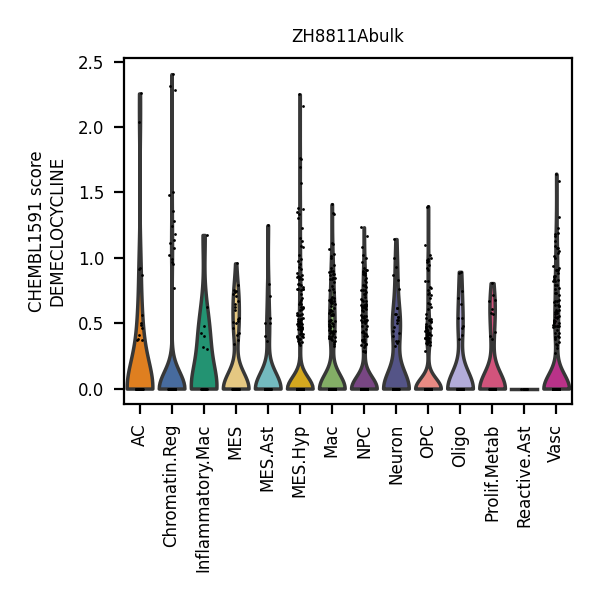 ZH8811Abulk
CHEMBL1591 score
DEMECLOCYCLINE
2.5
2.0
1.5
1.0
0.5
0.0
AC
Chromatin.Reg
Inflammatory.Mac
MES
MES.Ast
MES.Hyp
Mac
NPC
Neuron
OPC
Oligo
Prolif.Metab
Reactive.Ast
Vasc